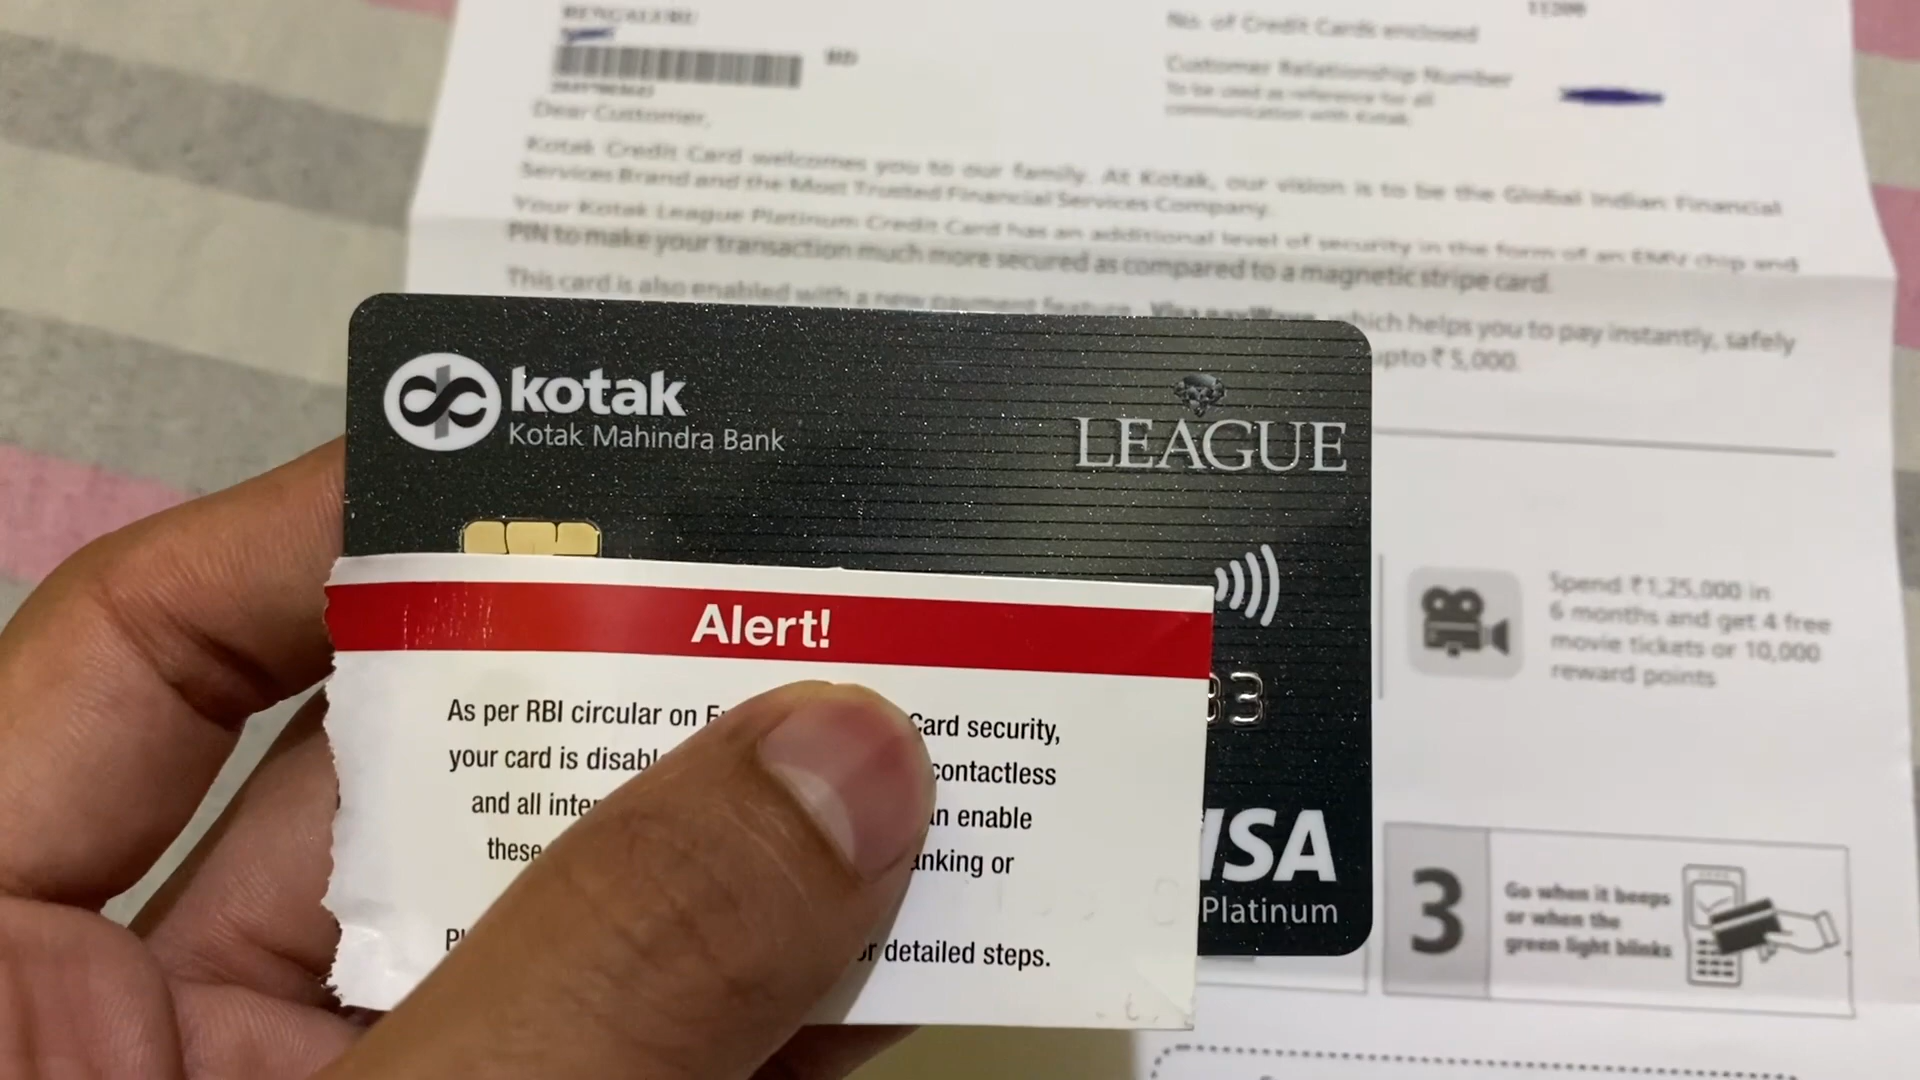 BENGALURU
11200
No. of Credit Cards enclosed
Customer Relationship Number
To be used as reference for all
communication with Kotak
Dear Customer,
Kotak Credit Card welcomes you to our family. At Kotak, our vision is to be the Global Indian Financial
Services Brand and the Most Trusted Financial Services Company.
Your Kotak League Platinum Credit Card has an additional level of security in the form of an EMV chip and
PIN to make your transaction much more secured as compared to a magnetic stripe card.
This card is also enabled with a new payment feature, Visa payWave, which helps you to pay instantly, safely
upto ₹ 5,000.
kotak
Kotak Mahindra Bank
LEAGUE
Alert!
As per RBI circular on Card security,
your card is contactless
and all enable
these anking or
detailed steps.
83
VISA
Platinum
Spend ₹1,25,000 in
6 months and get 4 free
movie tickets or 10,000
reward points
3
Go when it beeps
or when the
green light blinks